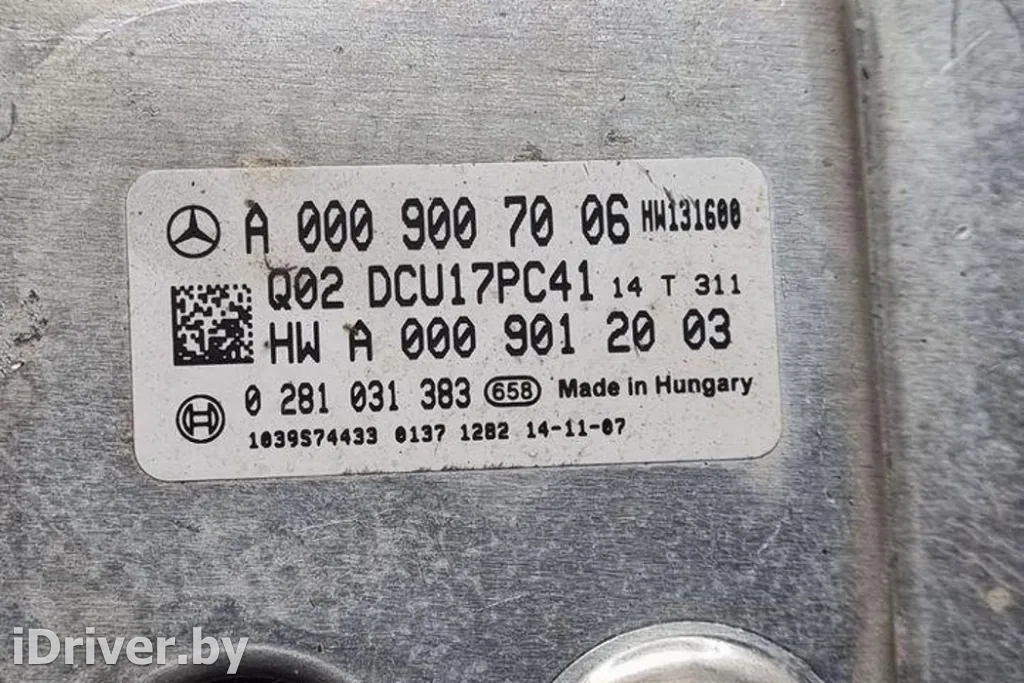 A 000 900 70 06 HW131600
Q02 DCU17PC41 14 T 311
HW A 000 901 20 03
0 281 031 383 658 Made in Hungary
1039S74433 0137 1282 14-11-07
iDriver.by